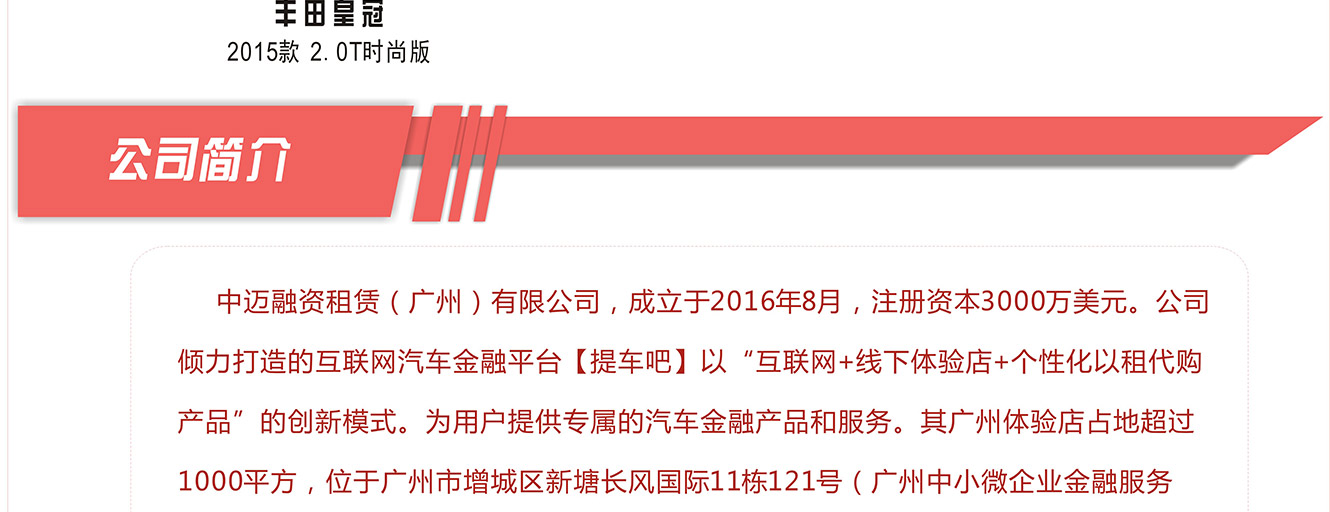 丰田皇冠
2015款 2.0T时尚版
公司简介
中迈融资租赁（广州）有限公司，成立于2016年8月，注册资本3000万美元。公司
倾力打造的互联网汽车金融平台【提车吧】以“互联网+线下体验店+个性化以租代购
产品”的创新模式。为用户提供专属的汽车金融产品和服务。其广州体验店占地超过
1000平方，位于广州市增城区新塘长风国际11栋121号（广州中小微企业金融服务